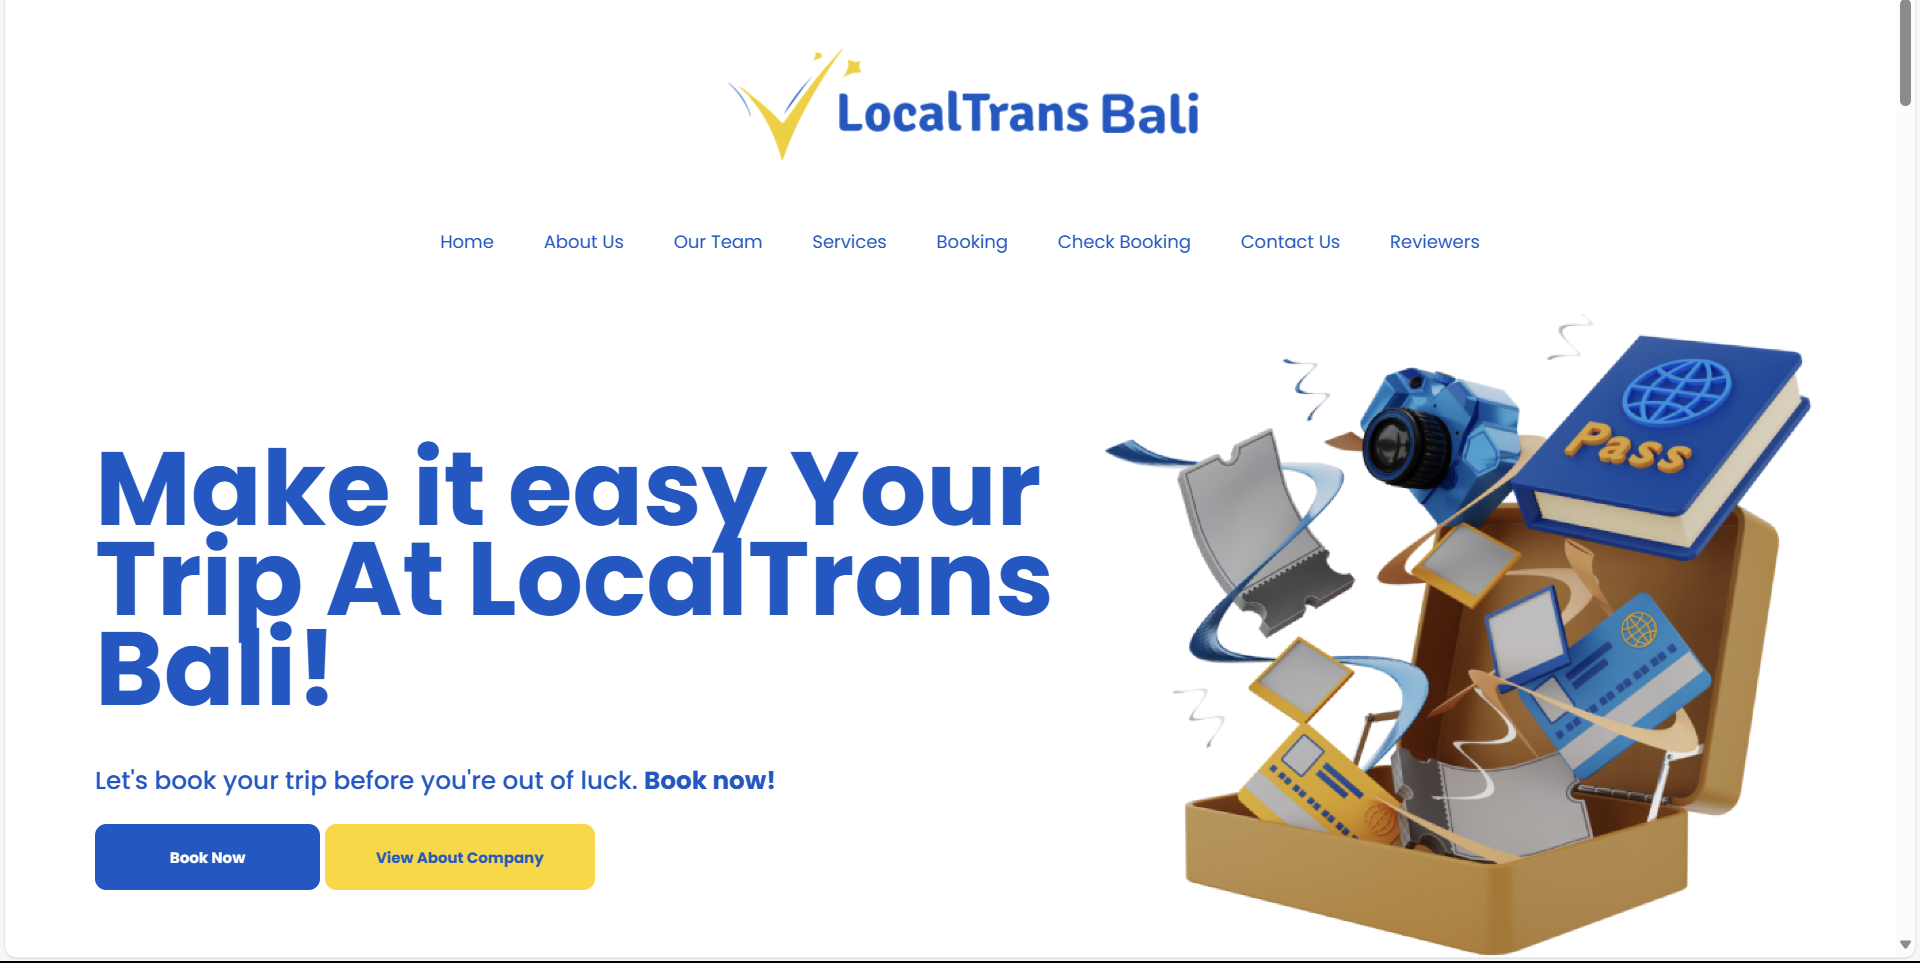 LocalTrans Bali
Home About Us Our Team Services Booking Check Booking Contact Us Reviewers
Pass
Make it easy Your
Trip At LocalTrans
Bali!
Let's book your trip before you're out of luck. Book now!
Book Now View About Company